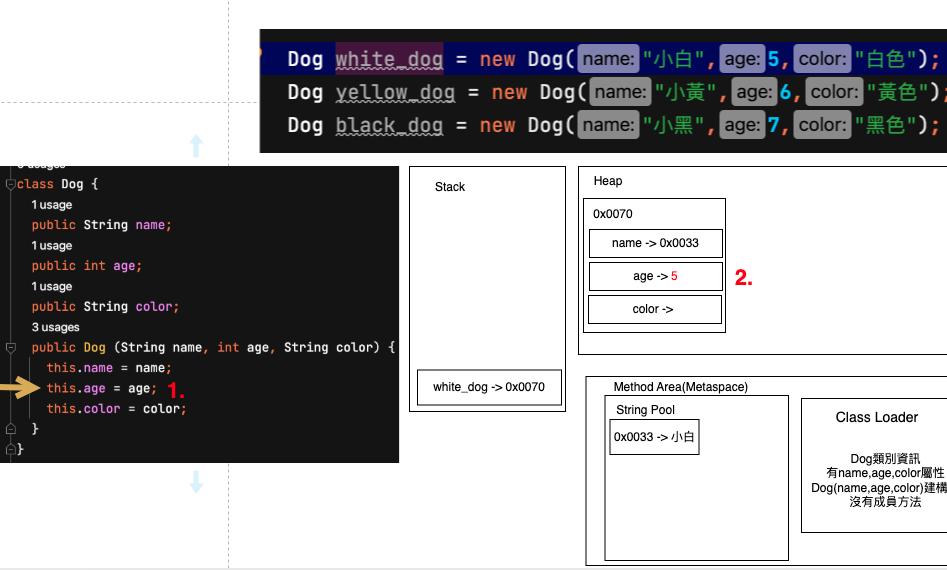 Dog white_dog = new Dog( name: "小白", age: 5, color: "白色");
Dog yellow_dog = new Dog( name: "小黃", age: 6, color: "黃色");
Dog black_dog = new Dog( name: "小黑", age: 7, color: "黑色");
usages
class Dog {
1 usage
public String name;
1 usage
public int age;
1 usage
public String color;
3 usages
public Dog (String name, int age, String color) {
this.name = name;
this.age = age; 1.
this.color = color;
}
}
Stack
white_dog -> 0x0070
Heap
0x0070
name -> 0x0033
age -> 5
2.
color ->
Method Area(Metaspace)
String Pool
0x0033 -> 小白
Class Loader
Dog類別資訊
有name,age,color屬性
Dog(name,age,color)建構
沒有成員方法